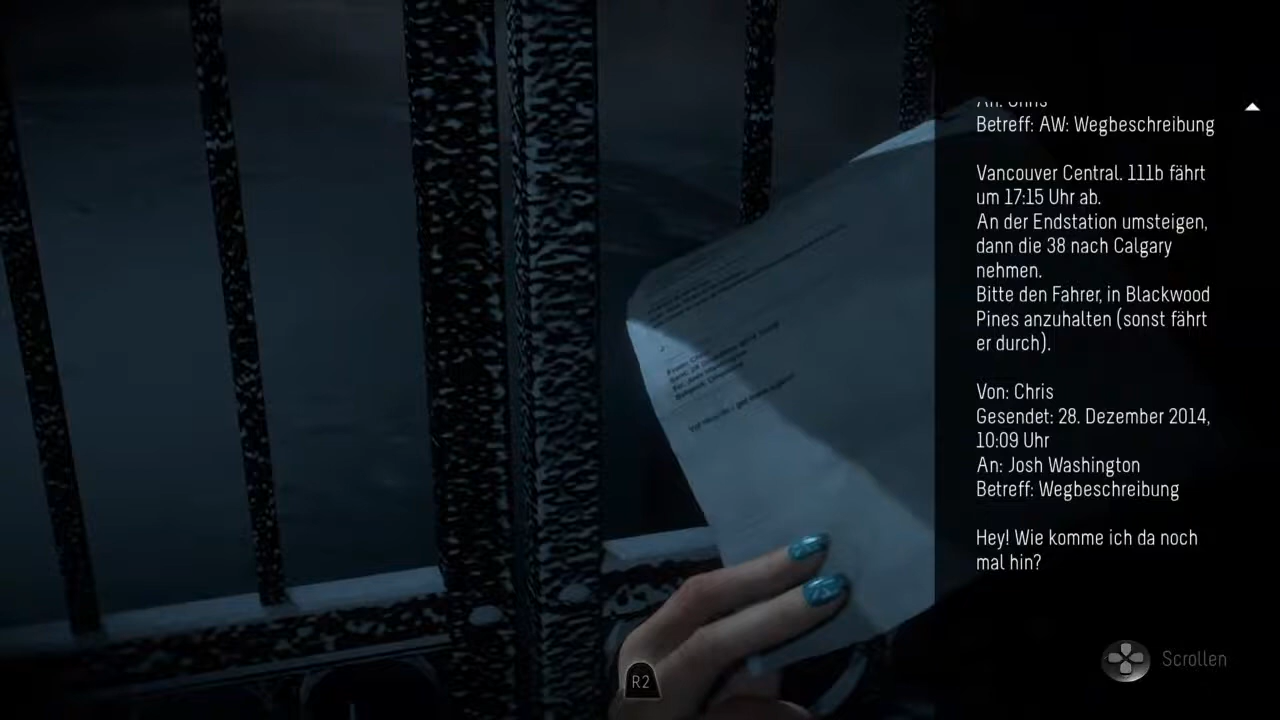 An: Chris
Betreff: AW: Wegbeschreibung
Vancouver Central. 111b fährt
um 17:15 Uhr ab.
An der Endstation umsteigen,
dann die 38 nach Calgary
nehmen.
Bitte den Fahrer, in Blackwood
Pines anzuhalten (sonst fährt
er durch).
Von: Chris
Gesendet: 28. Dezember 2014,
10:09 Uhr
An: Josh Washington
Betreff: Wegbeschreibung
Hey! Wie komme ich da noch
mal hin?
R2
Scrollen